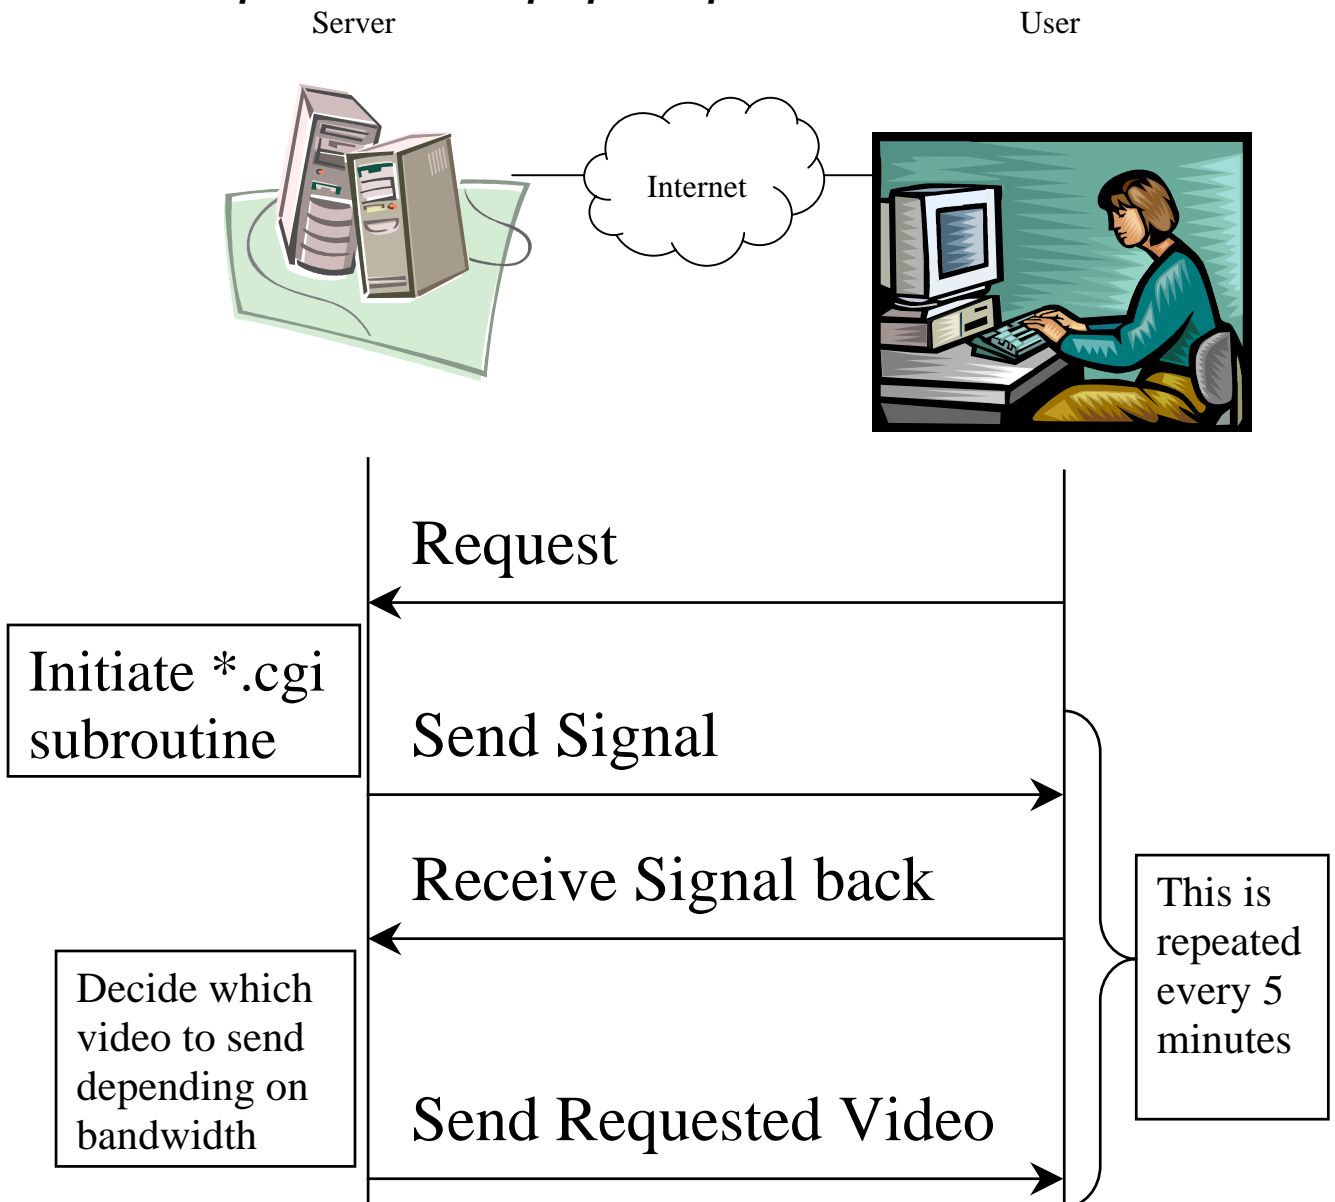 Server
User
Internet
Request
Initiate *.cgi
subroutine
Send Signal
Receive Signal back
This is
repeated
every 5
minutes
Decide which
video to send
depending on
bandwidth
Send Requested Video